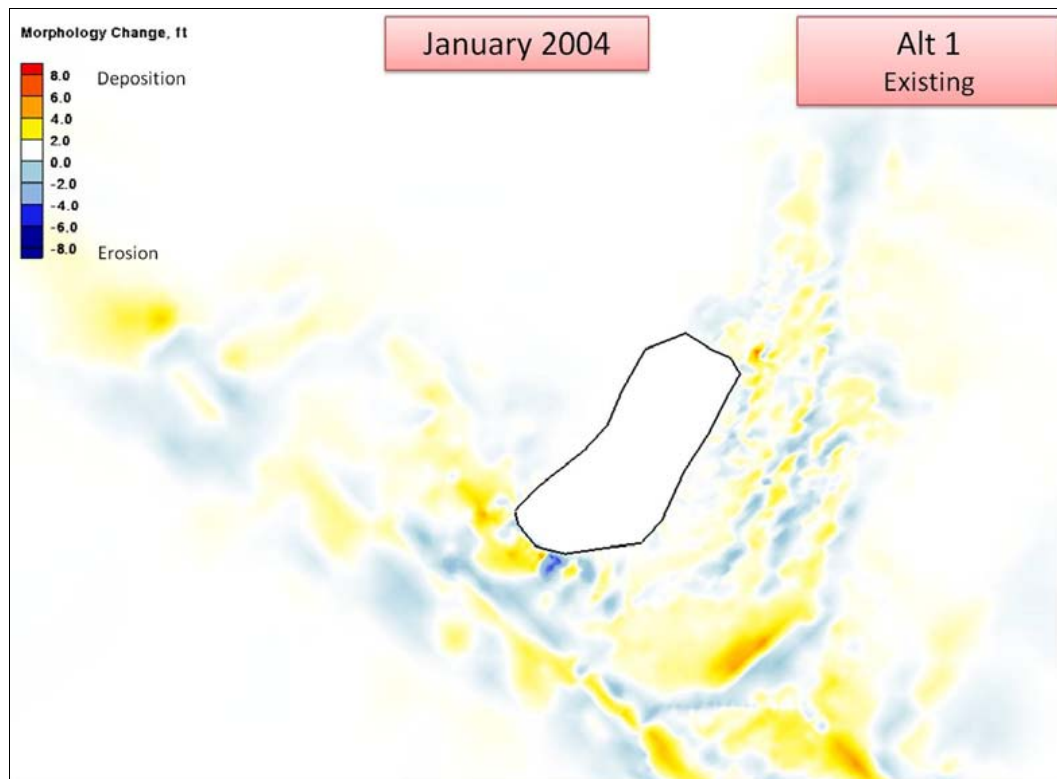 Morphology Change, ft
8.0
Deposition
6.0
4.0
2.0
0.0
-2.0
-4.0
-6.0
-8.0
Erosion
January 2004
Alt 1
Existing